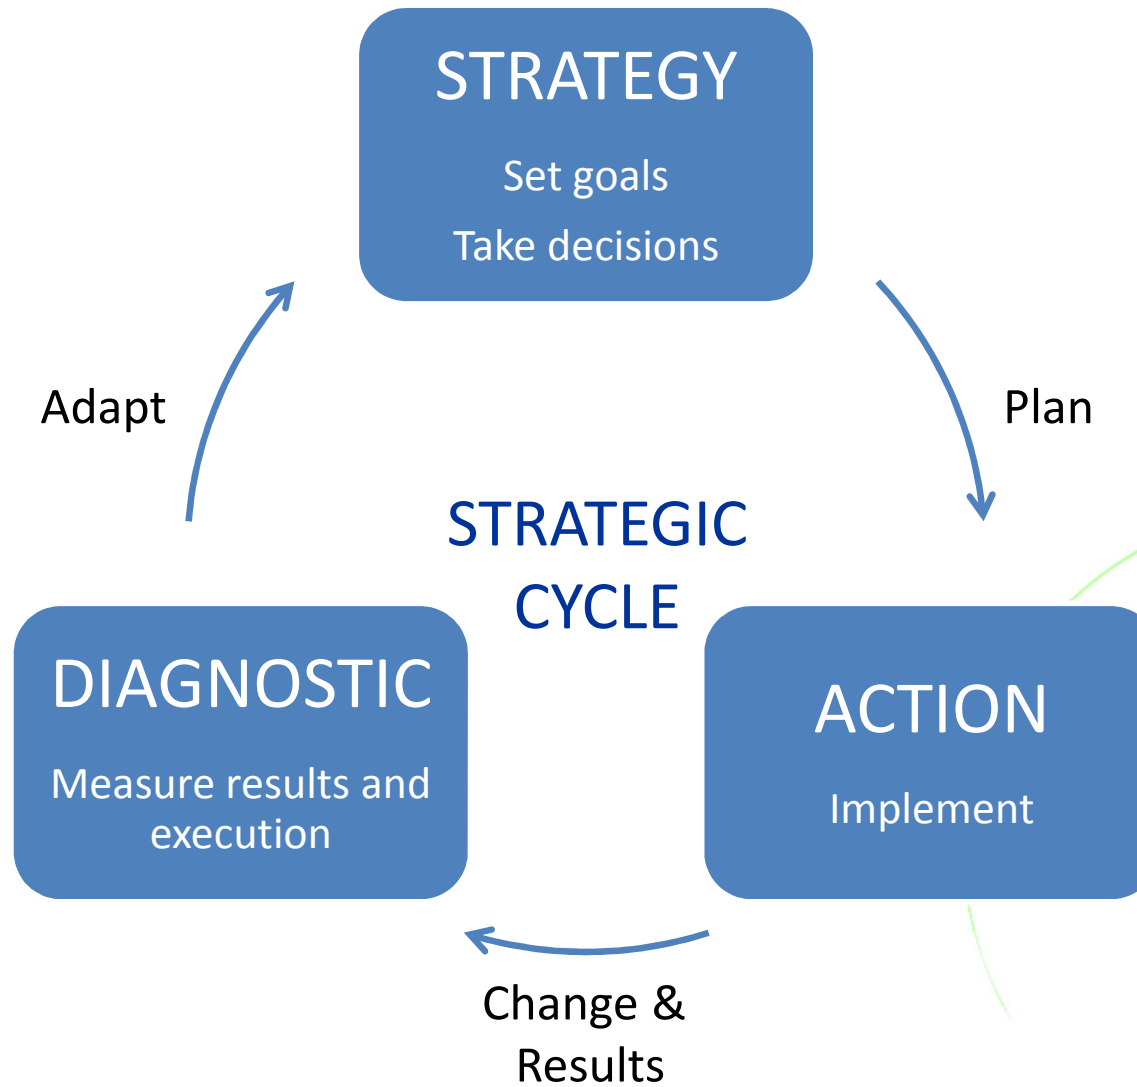 STRATEGY
Set goals
Take decisions
Adapt
Plan
STRATEGIC
CYCLE
DIAGNOSTIC
Measure results and
execution
ACTION
Implement
Change &
Results